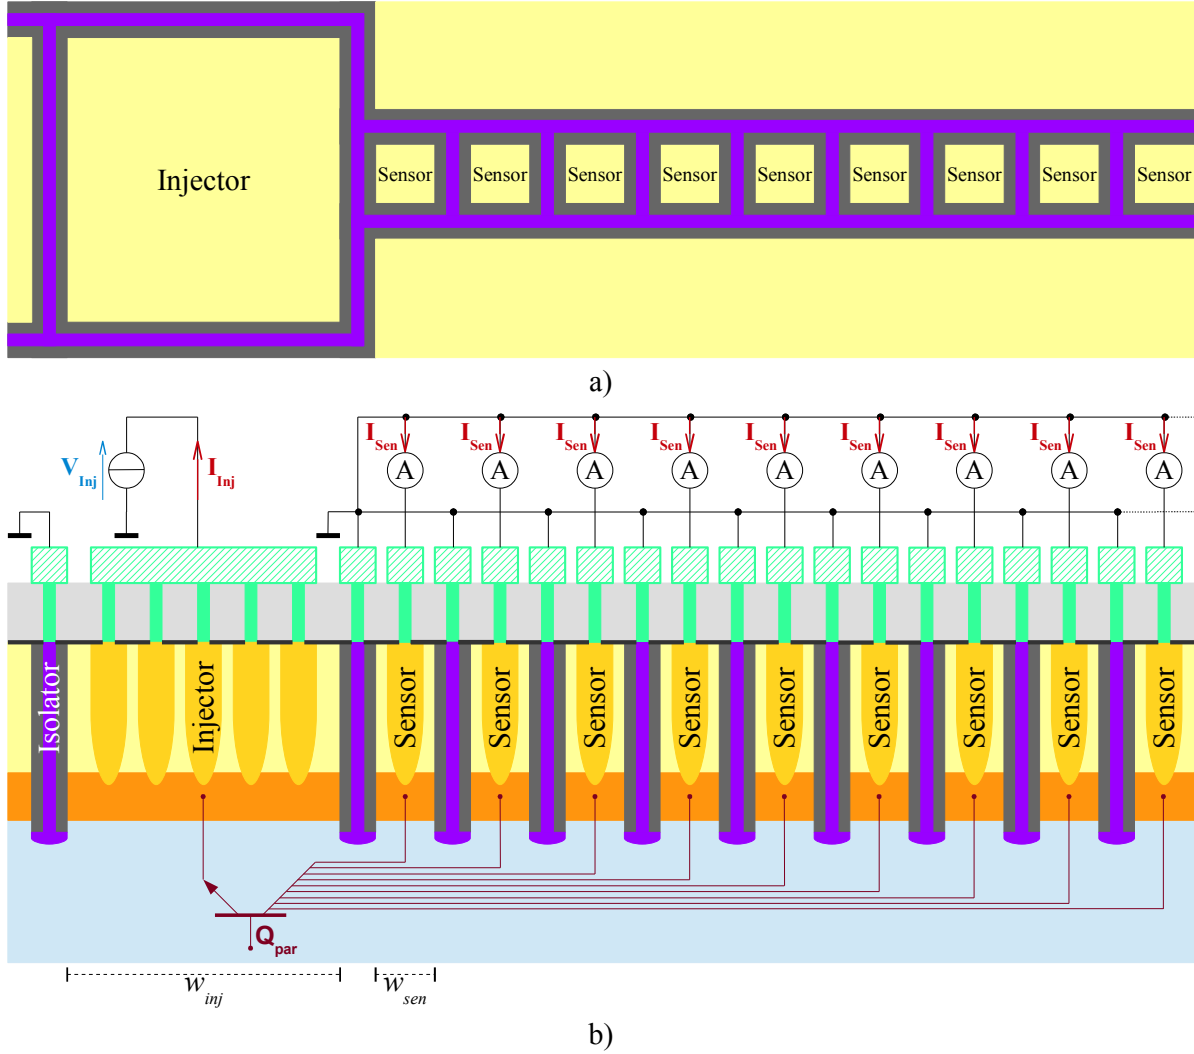 Injector
Sensor Sensor Sensor Sensor Sensor Sensor Sensor Sensor Sensor
a)
V_Inj I_Inj I_Sen I_Sen I_Sen I_Sen I_Sen I_Sen I_Sen I_Sen I_Sen
A A A A A A A A A
Isolator Injector Sensor Sensor Sensor Sensor Sensor Sensor Sensor Sensor Sensor
Q_par
w_inj w_sen
b)